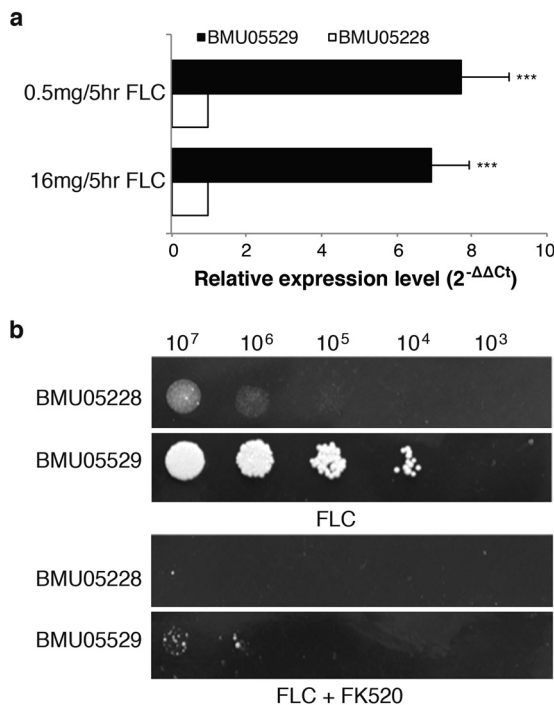 a
BMU05529 BMU05228
0.5mg/5hr FLC ***
16mg/5hr FLC ***
0 2 4 6 8 10
Relative expression level (2^-ΔΔCt)
b
10⁷ 10⁶ 10⁵ 10⁴ 10³
BMU05228
BMU05529
FLC
BMU05228
BMU05529
FLC + FK520